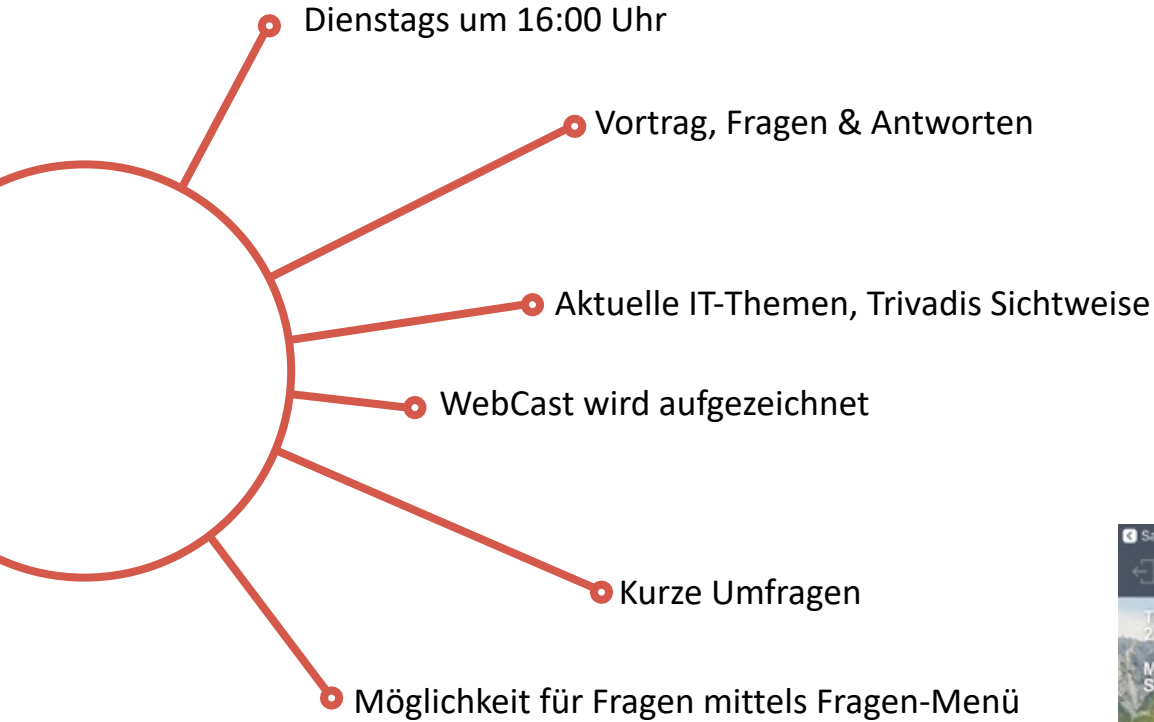 Dienstags um 16:00 Uhr
Vortrag, Fragen & Antworten
Aktuelle IT-Themen, Trivadis Sichtweise
WebCast wird aufgezeichnet
Kurze Umfragen
Möglichkeit für Fragen mittels Fragen-Menü